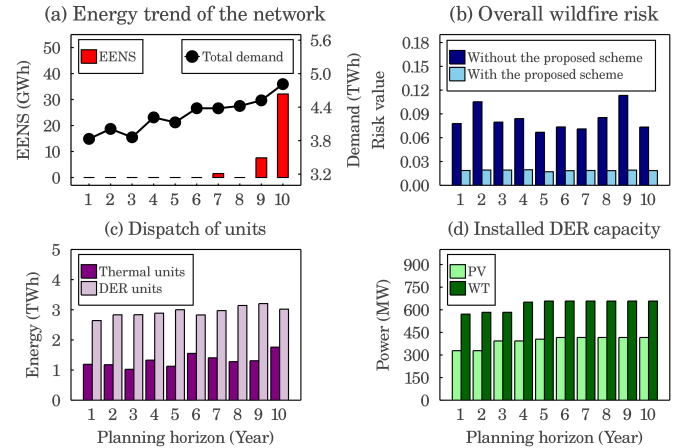 (a) Energy trend of the network
EENS (GWh)
50
40
30
20
10
0
EENS
Total demand
5.6
5.0
4.4
3.8
3.2
Demand (TWh)
1 2 3 4 5 6 7 8 9 10
(b) Overall wildfire risk
Risk value
0.18
0.15
0.12
0.09
0.06
0.03
0.00
Without the proposed scheme
With the proposed scheme
1 2 3 4 5 6 7 8 9 10
(c) Dispatch of units
Energy (TWh)
5
4
3
2
1
0
Thermal units
DER units
1 2 3 4 5 6 7 8 9 10
Planning horizon (Year)
(d) Installed DER capacity
Power (MW)
900
750
600
450
300
150
0
PV
WT
1 2 3 4 5 6 7 8 9 10
Planning horizon (Year)